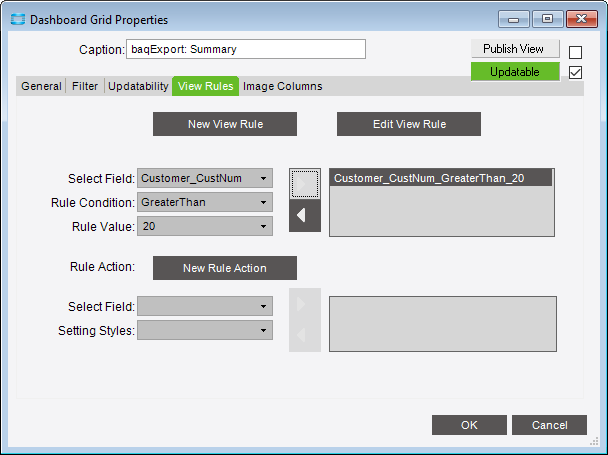 Dashboard Grid Properties
Caption: baqExport: Summary
Publish View
Updatable
General Filter Updatability View Rules Image Columns
New View Rule Edit View Rule
Select Field: Customer_CustNum Customer_CustNum_GreaterThan_20
Rule Condition: GreaterThan
Rule Value: 20
Rule Action: New Rule Action
Select Field:
Setting Styles:
OK Cancel